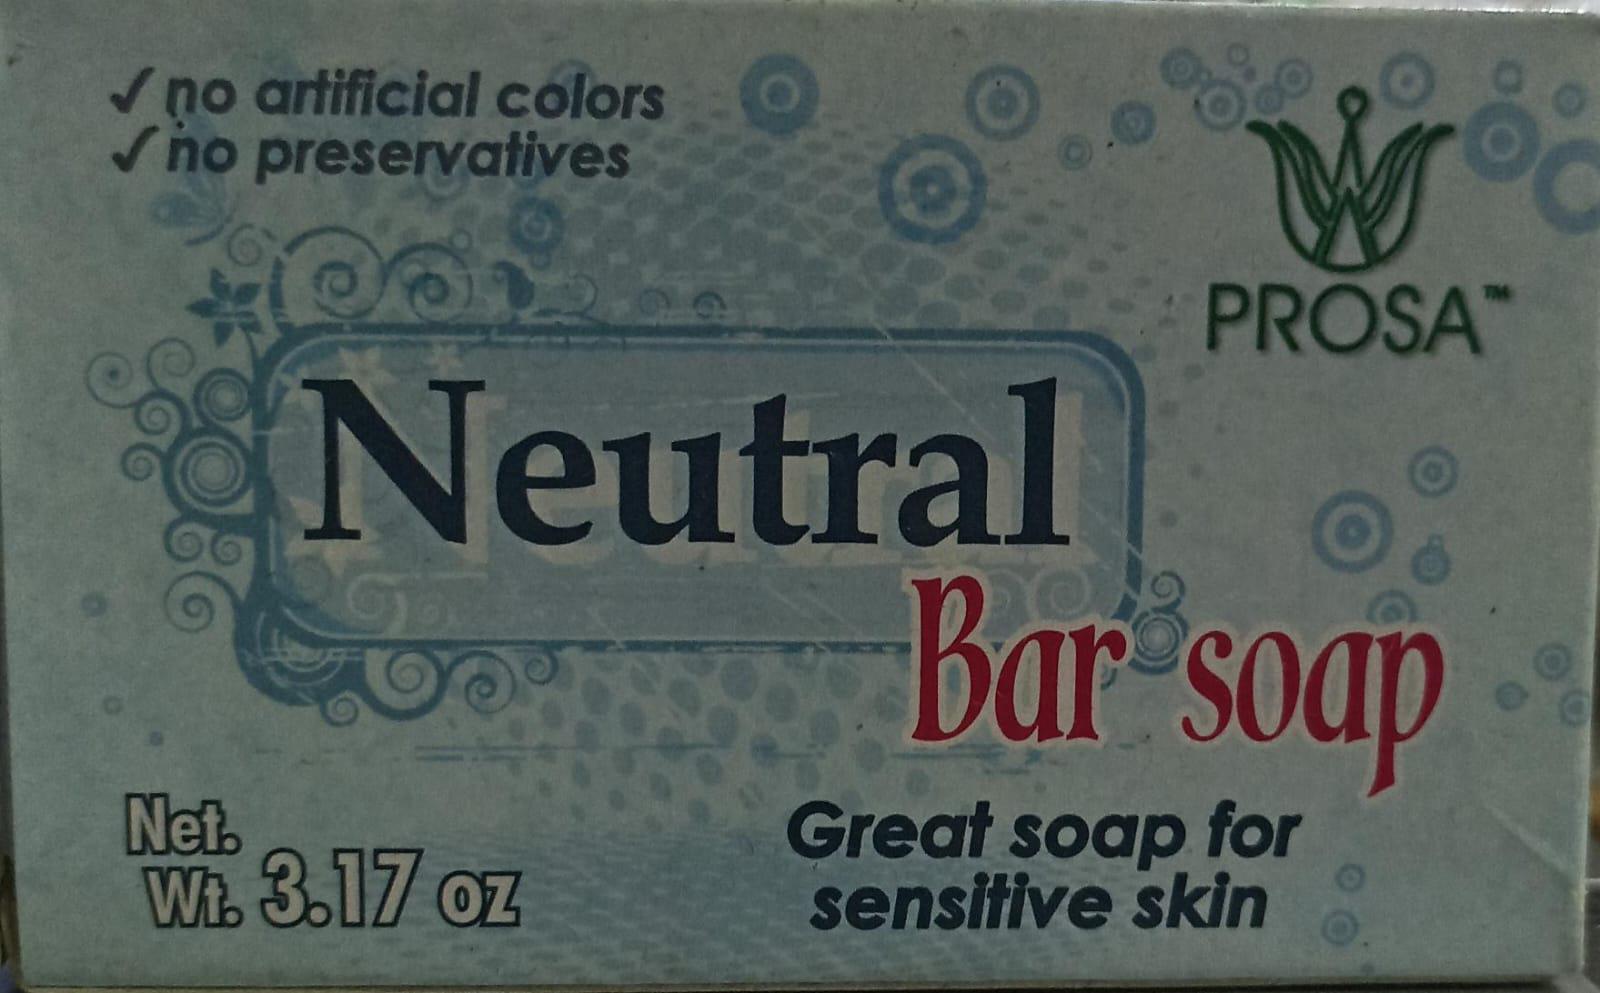 ✓ no artificial colors
✓ no preservatives
PROSA™
Neutral
Bar soap
Net.
Wt. 3.17 oz
Great soap for
sensitive skin